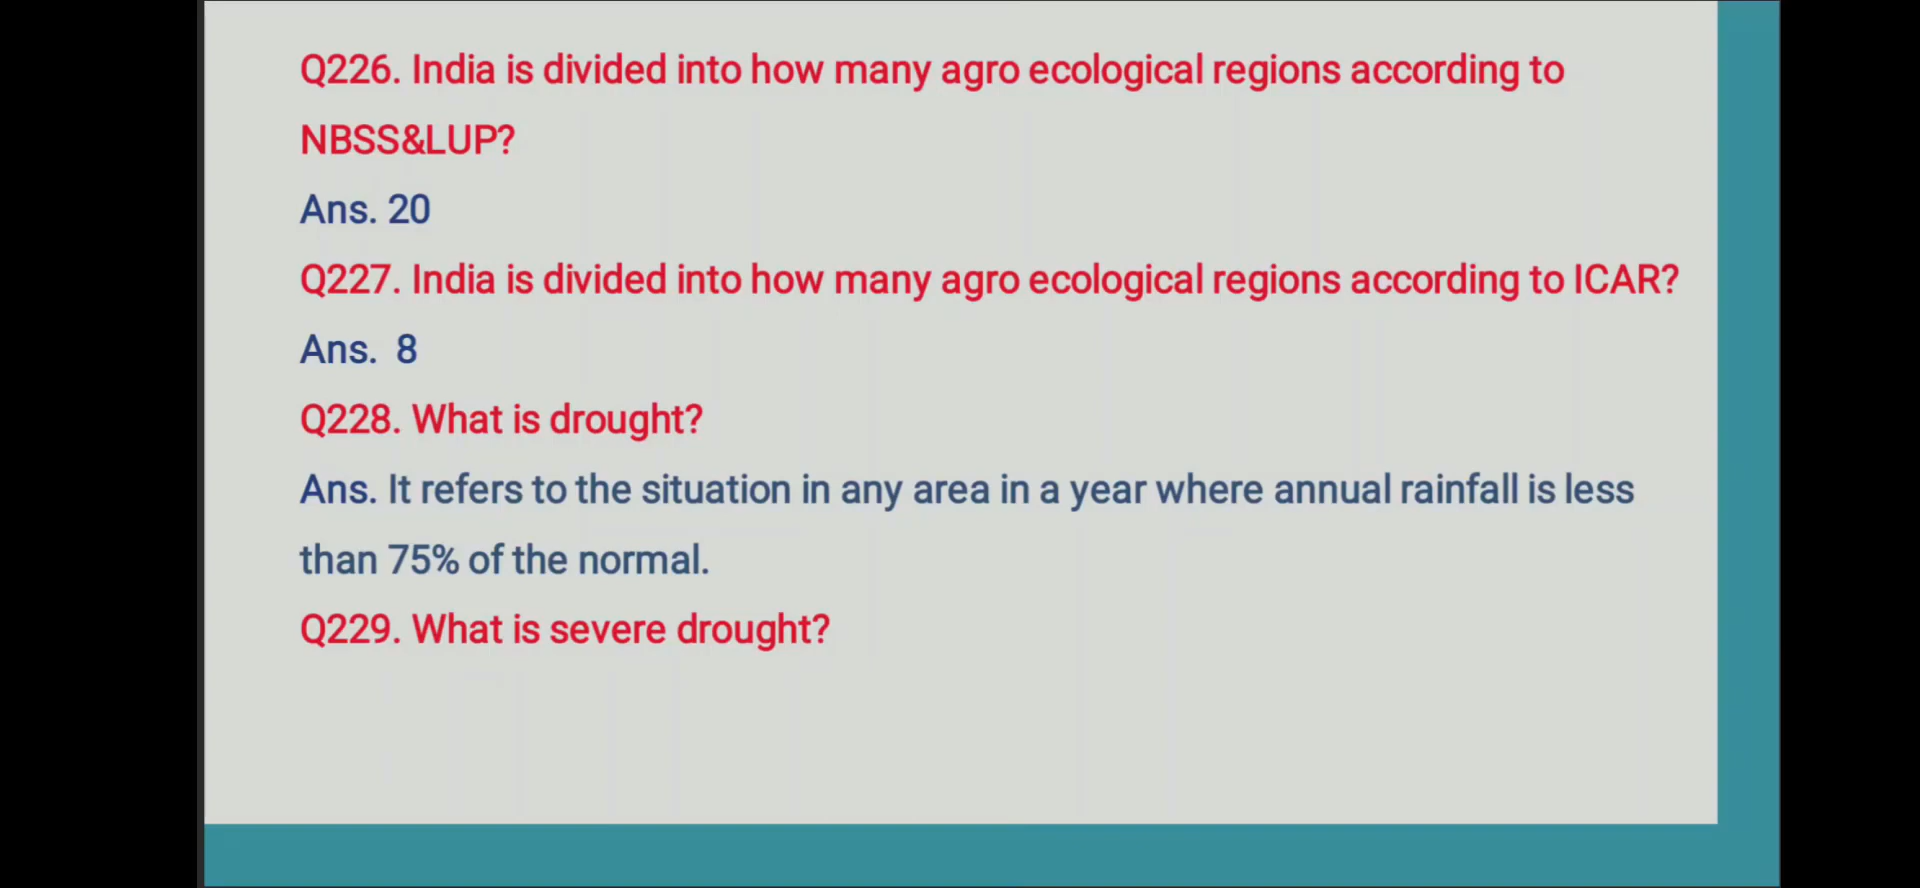 Q226. India is divided into how many agro ecological regions according to
NBSS&LUP?
Ans. 20
Q227. India is divided into how many agro ecological regions according to ICAR?
Ans.  8
Q228. What is drought?
Ans. It refers to the situation in any area in a year where annual rainfall is less
than 75% of the normal.
Q229. What is severe drought?